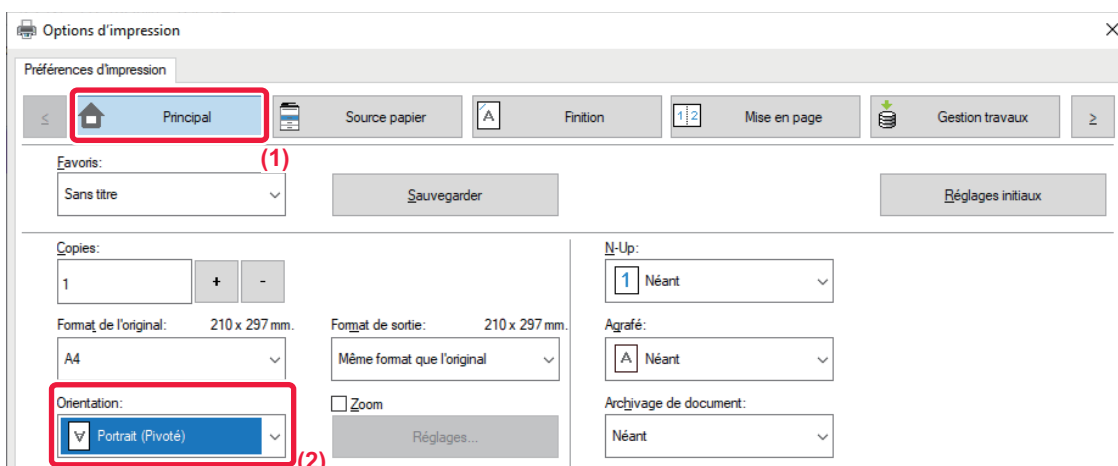 Options d'impression
Préférences d'impression
< Principal Source papier A Finition 1 2 Mise en page Gestion travaux >
(1)
Favoris:
Sans titre Sauvegarder Réglages initiaux
Copies: N-Up:
1 + - 1 Néant
Format de l'original: 210 x 297 mm. Format de sortie: 210 x 297 mm. Agrafé:
A4 Même format que l'original A Néant
Orientation: Zoom Archivage de document:
A Portrait (Pivoté) Réglages... Néant
(2)